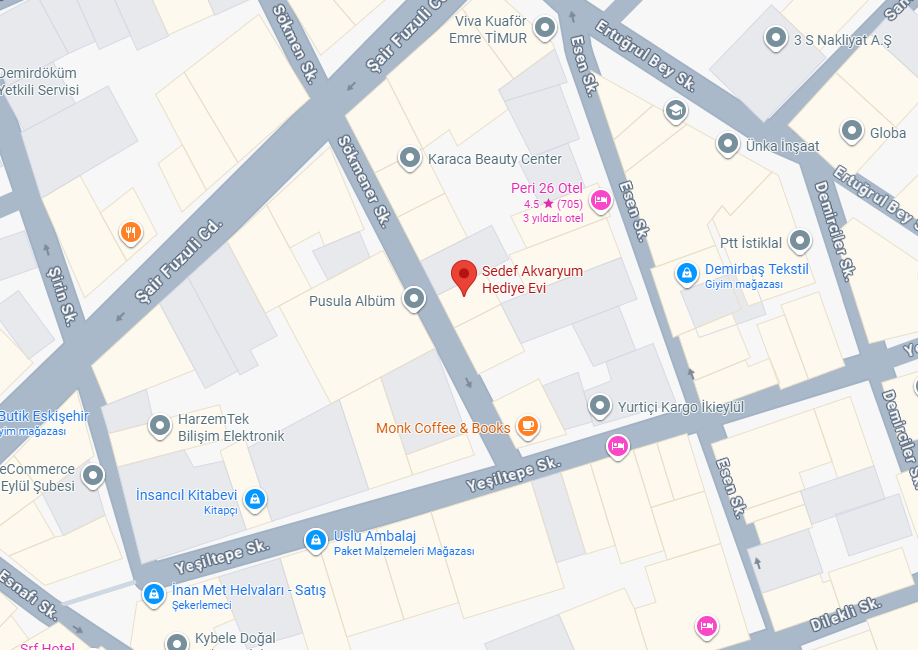 Sökmen Sk.
Şair Fuzuli Cd.
Viva Kuaför
Emre TİMUR
Esen Sk.
Ertuğrul Bey Sk.
3 S Nakliyat A.Ş
Demirdöküm
Yetkili Servisi
Sökmener Sk.
Karaca Beauty Center
Ünka İnşaat
Globa
Ertuğrul Bey S
Peri 26 Otel
4.5 ★ (705)
3 yıldızlı otel
Esen Sk.
Demirciler Sk.
Şair Fuzuli Cd.
Ptt İstiklal
Şirin Sk.
Sedef Akvaryum
Hediye Evi
Demirbaş Tekstil
Giyim mağazası
Pusula Albüm
Ye
Butik Eskişehir
yim mağazası
HarzemTek
Bilişim Elektronik
Monk Coffee & Books
Yurtiçi Kargo İkieylül
Demirciler Sk.
eCommerce
Eylül Şubesi
Yeşiltepe Sk.
Esen Sk.
İnsancıl Kitabevi
Kitapçı
Uslu Ambalaj
Paket Malzemeleri Mağazası
Yeşiltepe Sk.
Esnafı Sk.
İnan Met Helvaları - Satış
Şekerlemeci
Dilekli Sk.
Kybele Doğal
Srf Hotel